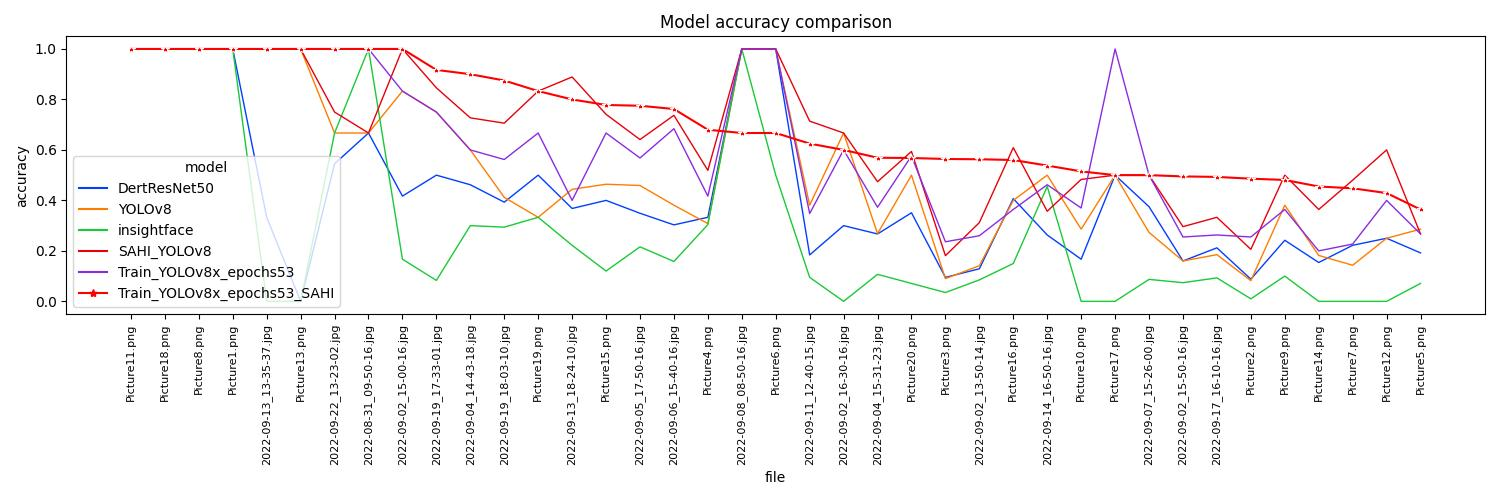 Model accuracy comparison
accuracy
1.0
0.8
0.6
0.4
0.2
0.0
model
DertResNet50
YOLOv8
insightface
SAHI_YOLOv8
Train_YOLOv8x_epochs53
Train_YOLOv8x_epochs53_SAHI
Picture11.png
Picture18.png
Picture8.png
Picture1.png
2022-09-13_13-35-37.jpg
Picture13.png
2022-09-22_13-23-02.jpg
2022-08-31_09-50-16.jpg
2022-09-02_15-00-16.jpg
2022-09-19_17-33-01.jpg
2022-09-04_14-43-18.jpg
2022-09-19_18-03-10.jpg
Picture19.png
2022-09-13_18-24-10.jpg
Picture15.png
2022-09-05_17-50-16.jpg
2022-09-06_15-40-16.jpg
Picture4.png
2022-09-08_08-50-16.jpg
Picture6.png
2022-09-11_12-40-15.jpg
2022-09-02_16-30-16.jpg
2022-09-04_15-31-23.jpg
Picture20.png
Picture3.png
2022-09-02_13-50-14.jpg
Picture16.png
2022-09-14_16-50-16.jpg
Picture10.png
Picture17.png
2022-09-07_15-26-00.jpg
2022-09-02_15-50-16.jpg
2022-09-17_16-10-16.jpg
Picture2.png
Picture9.png
Picture14.png
Picture7.png
Picture12.png
Picture5.png
file